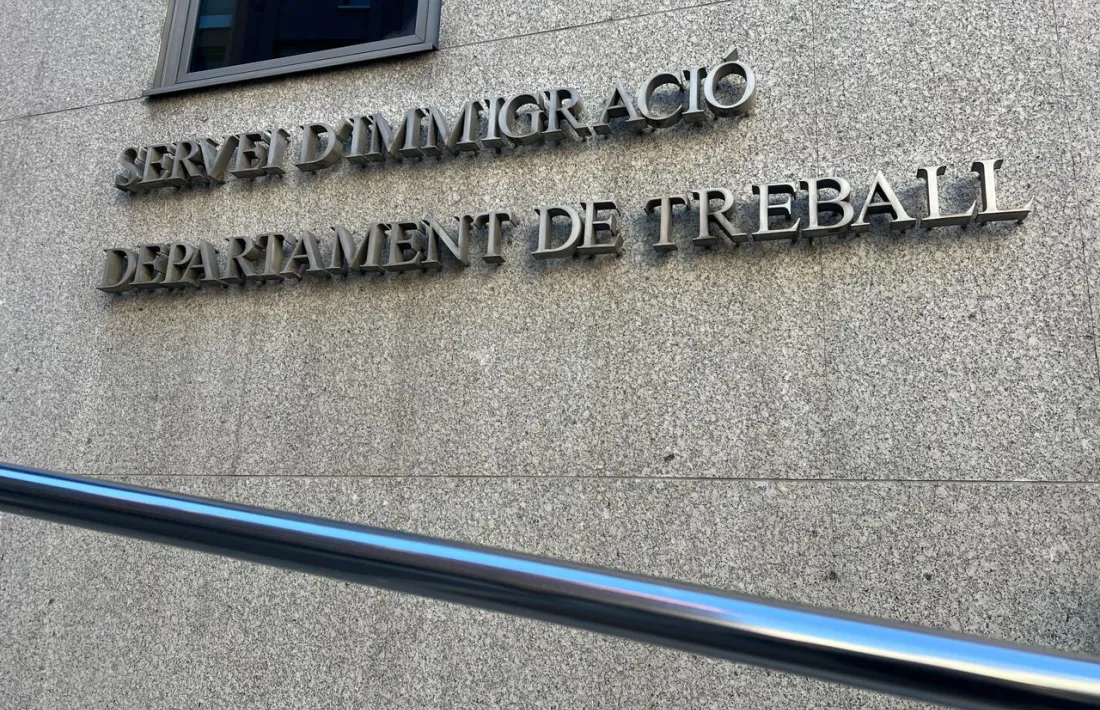 SERVEI D'IMMIGRACIÓ
DEPARTAMENT DE TREBALL